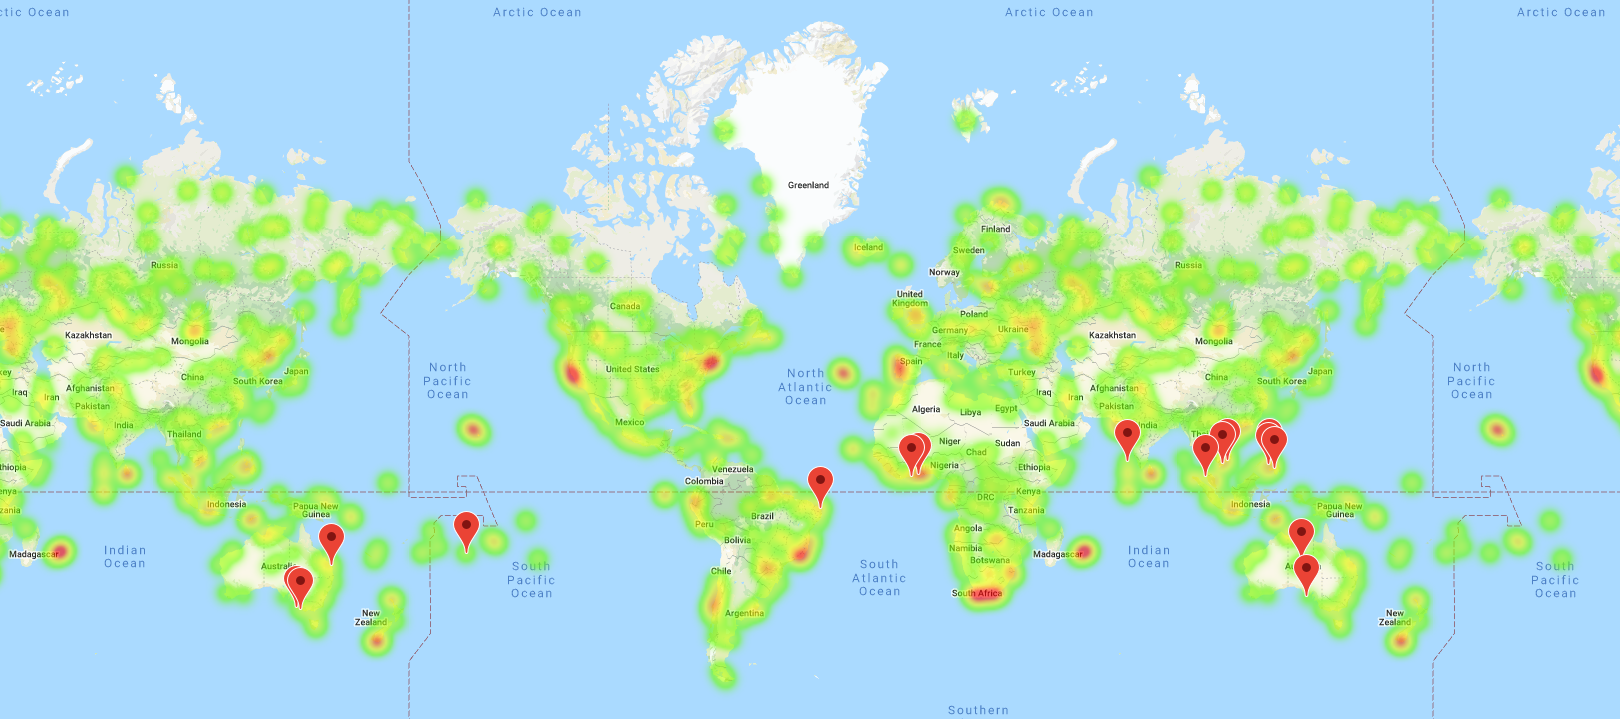 ctic Ocean
Arctic Ocean
Arctic Ocean
Arctic Ocean
Greenland
Finland
Iceland
Sweden
Russia
Russia
Norway
United
Kingdom
Canada
Poland
Germany
Ukraine
Kazakhstan
Mongolia
France
Kazakhstan
Mongolia
Italy
Spain
United States
key
Turkey
Japan
China
South Korea
Japan
China
South Korea
North
Pacific
Ocean
North
Atlantic
Ocean
North
Pacific
Ocean
Iraq
Iran
Afghanistan
Pakistan
Iraq
Iran
Afghanistan
Pakistan
Algeria
Libya
Egypt
Saudi Arabia
Saudi Arabia
India
Thailand
Mexico
India
Tha
Niger
Chad
Sudan
Nigeria
Ethiopia
thiopia
Venezuela
Colombia
enya
Kenya
DRC
zania
Tanzania
Indonesia
Papua New
Guinea
Indonesia
Papua New
Guinea
Peru
Brazil
Bolivia
Angola
Namibia
Botswana
Madagascar
Madagascar
Indian
Ocean
Indian
Ocean
Australi
Au
Chile
Argentina
South Africa
South
Pacific
Ocean
South
Atlantic
Ocean
South
Pacific
Ocean
New
Zealand
New
Zealand
Southern